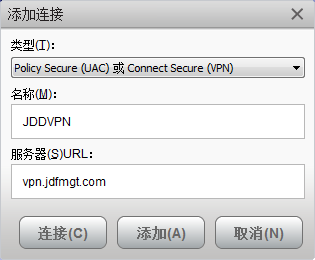 添加连接
类型(T)：
Policy Secure (UAC) 或 Connect Secure (VPN)
名称(M)：
JDDVPN
服务器(S)URL：
vpn.jdfmgt.com
连接(C) 添加(A) 取消(N)